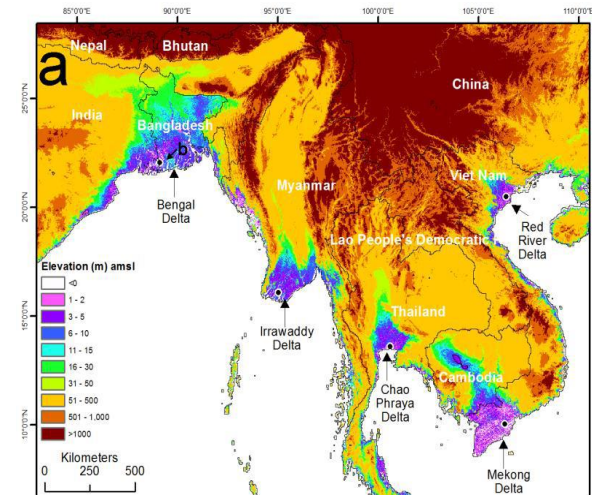 85°0'0"E 90°0'0"E 95°0'0"E 100°0'0"E 105°0'0"E 110°0'0"E
a
Nepal
Bhutan
China
25°0'0"N
India
Bangladesh
b
Myanmar
Viet Nam
Bengal
Delta
20°0'0"N
Red
River
Delta
Lao People's Democratic
Elevation (m) amsl
<0
1 - 2
3 - 5
6 - 10
11 - 15
16 - 30
31 - 50
51 - 500
501 - 1,000
>1000
Kilometers
0 250 500
15°0'0"N
10°0'0"N
Irrawaddy
Delta
Thailand
Chao
Phraya
Delta
Cambodia
Mekong
Delta